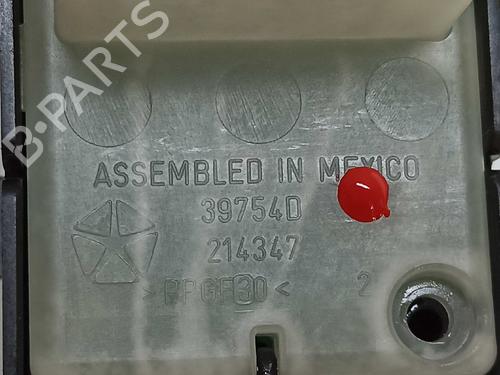 B-PARTS
ASSEMBLED IN MEXICO
39754D
214347
>PPGF30<
2